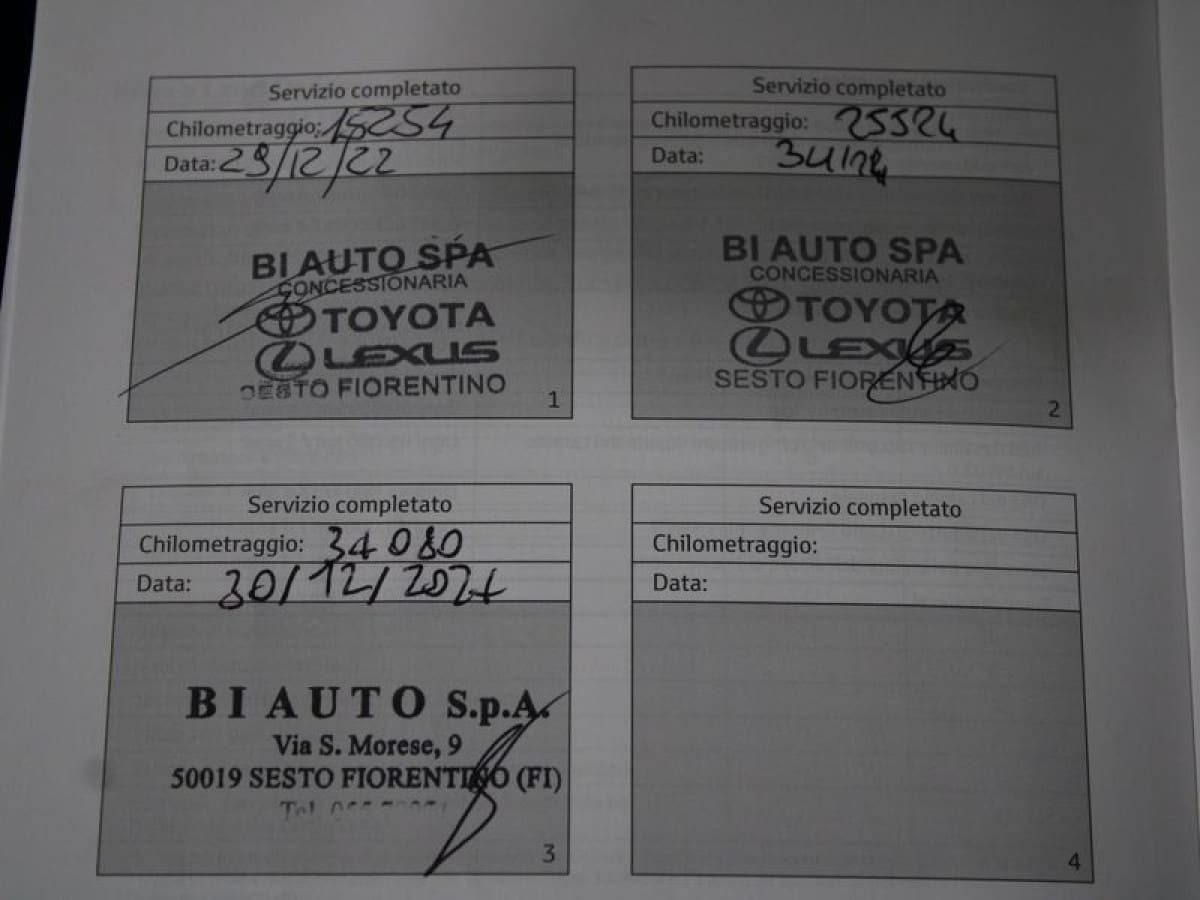 Servizio completato
Chilometraggio: 15254
Data: 29/12/22
BI AUTO SPA
CONCESSIONARIA
TOYOTA
LEXUS
SESTO FIORENTINO
1
Servizio completato
Chilometraggio: 25524
Data:
BI AUTO SPA
CONCESSIONARIA
TOYOTA
LEXUS
SESTO FIORENTINO
2
Servizio completato
Chilometraggio: 34080
Data: 30/12/2024
BI AUTO S.p.A.
Via S. Morese, 9
50019 SESTO FIORENTINO (FI)
Tel.
3
Servizio completato
Chilometraggio:
Data:
4